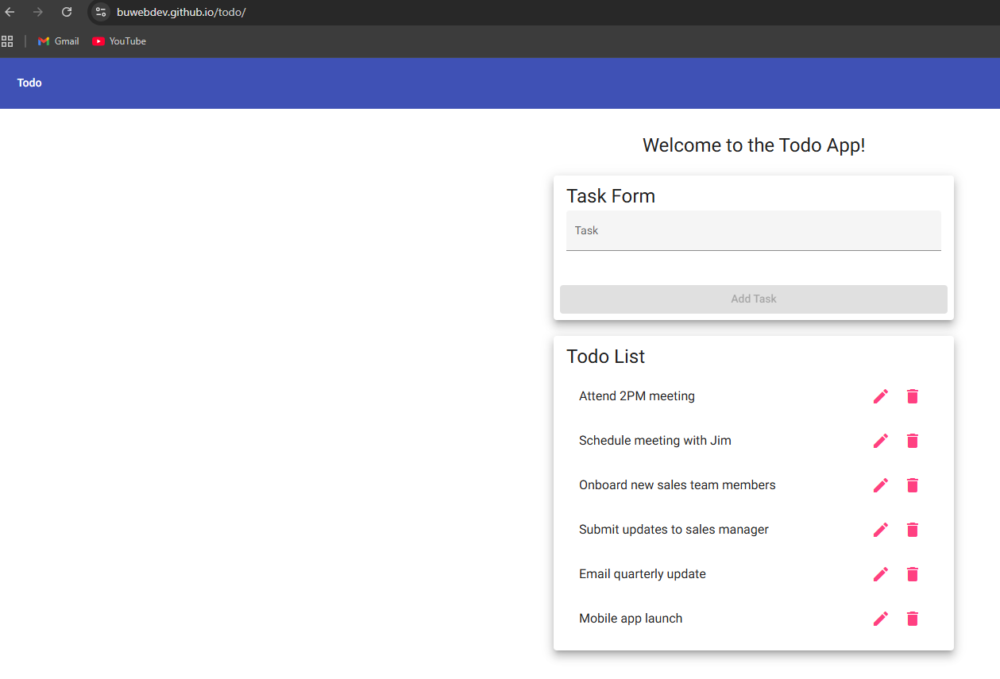 buwebdev.github.io/todo/
Gmail YouTube
Todo
Welcome to the Todo App!
Task Form
Task
Add Task
Todo List
Attend 2PM meeting
Schedule meeting with Jim
Onboard new sales team members
Submit updates to sales manager
Email quarterly update
Mobile app launch